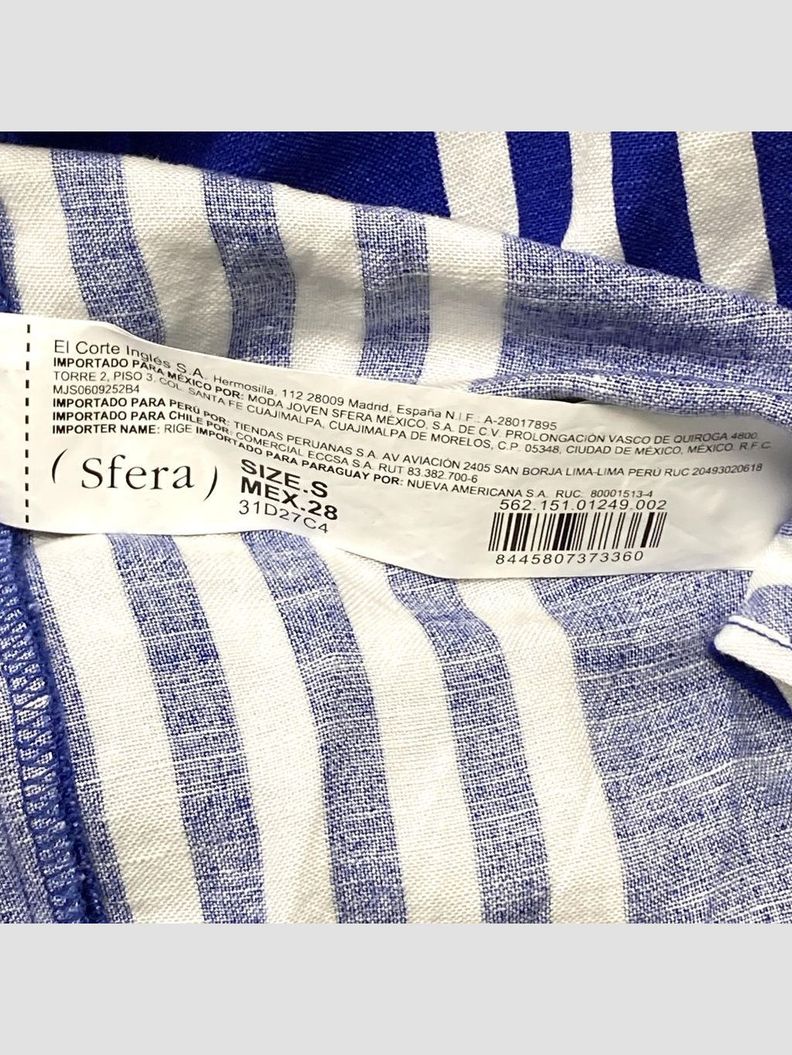 El Corte Inglés S.A. Hermosilla, 112 28009 Madrid, España N.I.F.: A-28017895
IMPORTADO PARA MÉXICO POR: MODA JOVEN SFERA MÉXICO, S.A. DE C.V. PROLONGACIÓN VASCO DE QUIROGA 4800,
TORRE 2, PISO 3, COL. SANTA FE CUAJIMALPA, CUAJIMALPA DE MORELOS, C.P. 05348, CIUDAD DE MÉXICO, MÉXICO. R.F.C.
MJS0609252B4
IMPORTADO PARA PERÚ POR: TIENDAS PERUANAS S.A. AV AVIACIÓN 2405 SAN BORJA LIMA-LIMA PERÚ RUC 20493020618
IMPORTADO PARA CHILE POR: COMERCIAL ECCSA S.A. RUT 83.382.700-6
IMPORTER NAME: RIGE IMPORTADO PARA PARAGUAY POR: NUEVA AMERICANA S.A. RUC: 80001513-4
(Sfera)
SIZE.S
MEX.28
31D27C4
562.151.01249.002
8445807373360